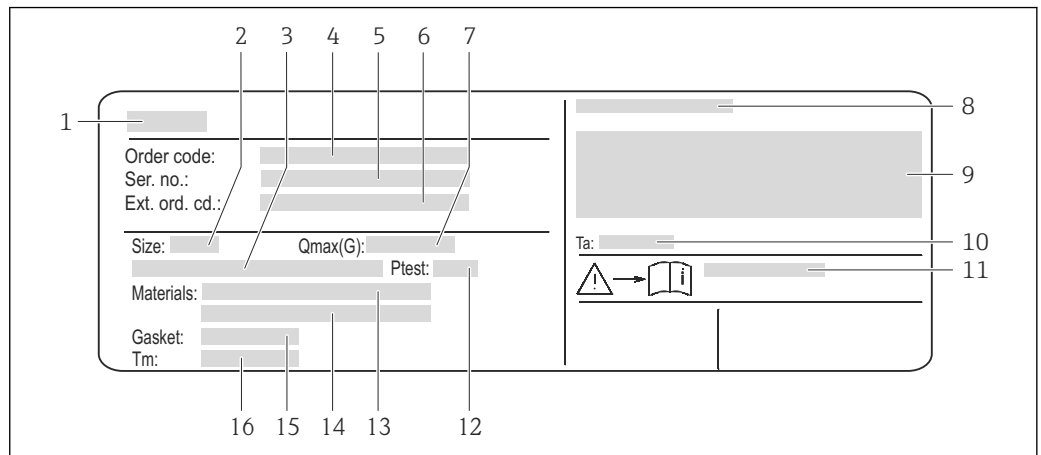 2 3 4 5 6 7
1
8
Order code:
Ser. no.:
Ext. ord. cd.:
9
Size: Qmax(G):
Ta: 10
Ptest:
i 11
Materials:
Gasket:
Tm:
16 15 14 13 12